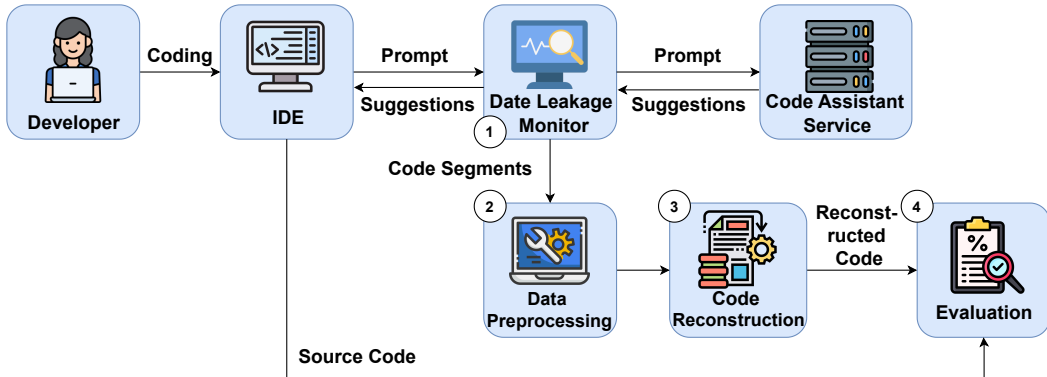 Coding
Prompt
Prompt
Suggestions
Suggestions
Developer
IDE
Date Leakage
Monitor
Code Assistant
Service
1
Code Segments
2
3
Reconst-
ructed
Code
4
Data
Preprocessing
Code
Reconstruction
Evaluation
Source Code